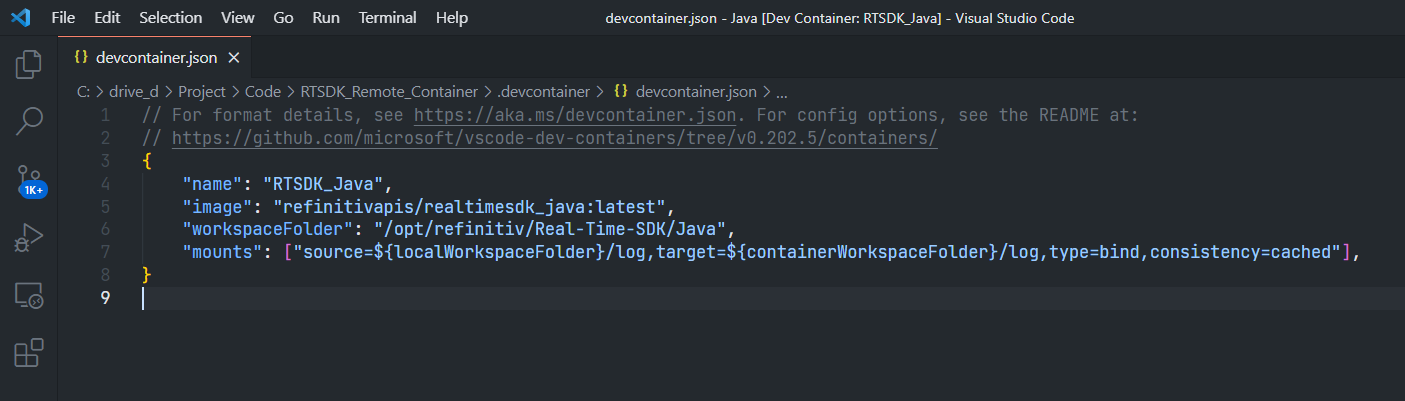 File Edit Selection View Go Run Terminal Help devcontainer.json - Java [Dev Container: RTSDK_Java] - Visual Studio Code
{} devcontainer.json ×
C: > drive_d > Project > Code > RTSDK_Remote_Container > .devcontainer > {} devcontainer.json > ...
1 // For format details, see https://aka.ms/devcontainer.json. For config options, see the README at:
2 // https://github.com/microsoft/vscode-dev-containers/tree/v0.202.5/containers/
3 {
4 "name": "RTSDK_Java",
5 "image": "refinitivapis/realtimesdk_java:latest",
6 "workspaceFolder": "/opt/refinitiv/Real-Time-SDK/Java",
7 "mounts": ["source=${localWorkspaceFolder}/log,target=${containerWorkspaceFolder}/log,type=bind,consistency=cached"],
8 }
9
1K+